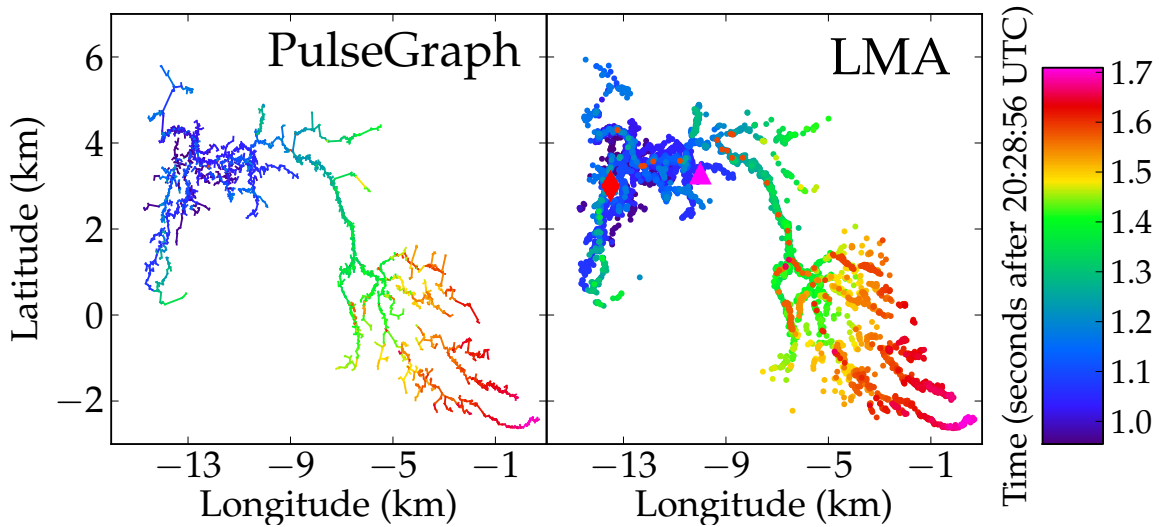 PulseGraph
LMA
6
4
2
0
−2
Latitude (km)
−13 −9 −5 −1
−13 −9 −5 −1
Longitude (km)
Longitude (km)
1.7
1.6
1.5
1.4
1.3
1.2
1.1
1.0
Time (seconds after 20:28:56 UTC)